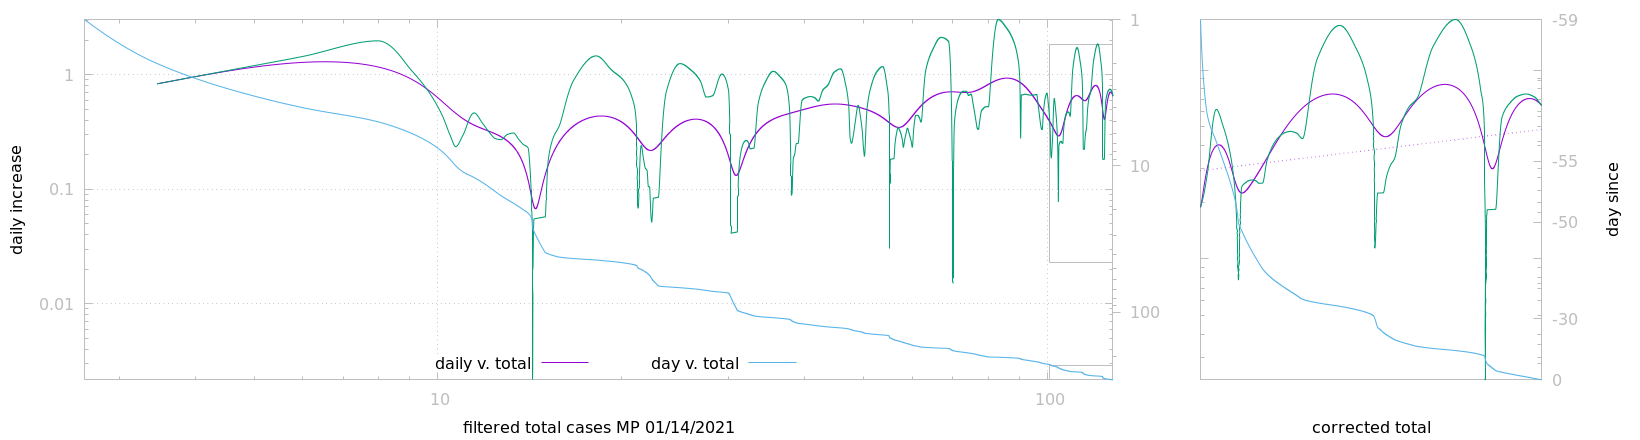 1
-59
1
daily increase
10
-55
day since
0.1
-50
0.01
100
-30
daily v. total
day v. total
0
10
100
filtered total cases MP 01/14/2021
corrected total